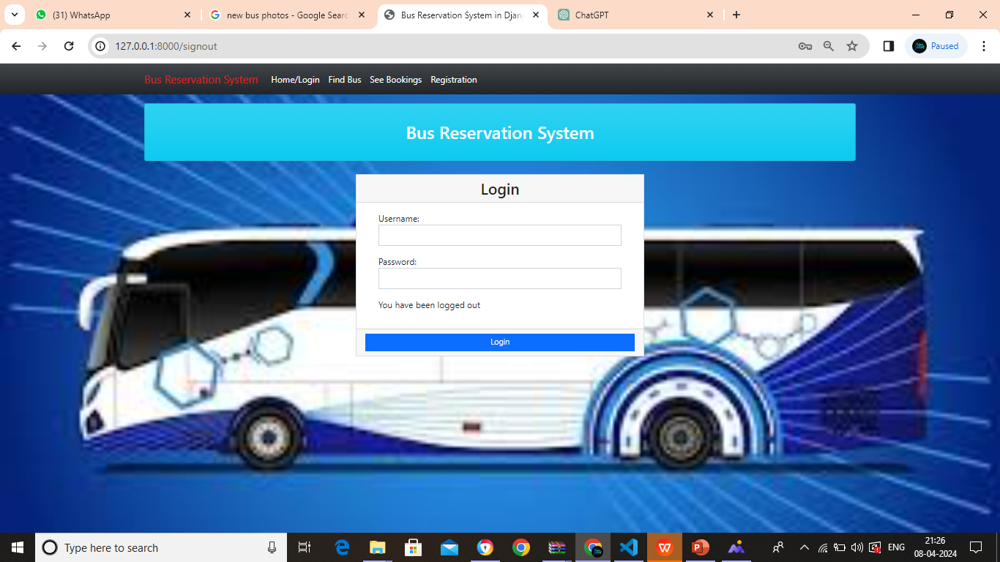 (31) WhatsApp
new bus photos - Google Searc
Bus Reservation System in Djan
ChatGPT
127.0.0.1:8000/signout
Paused
Bus Reservation System
Home/Login
Find Bus
See Bookings
Registration
Bus Reservation System
Login
Username:
Password:
You have been logged out
Login
Type here to search
ENG
21:26
08-04-2024